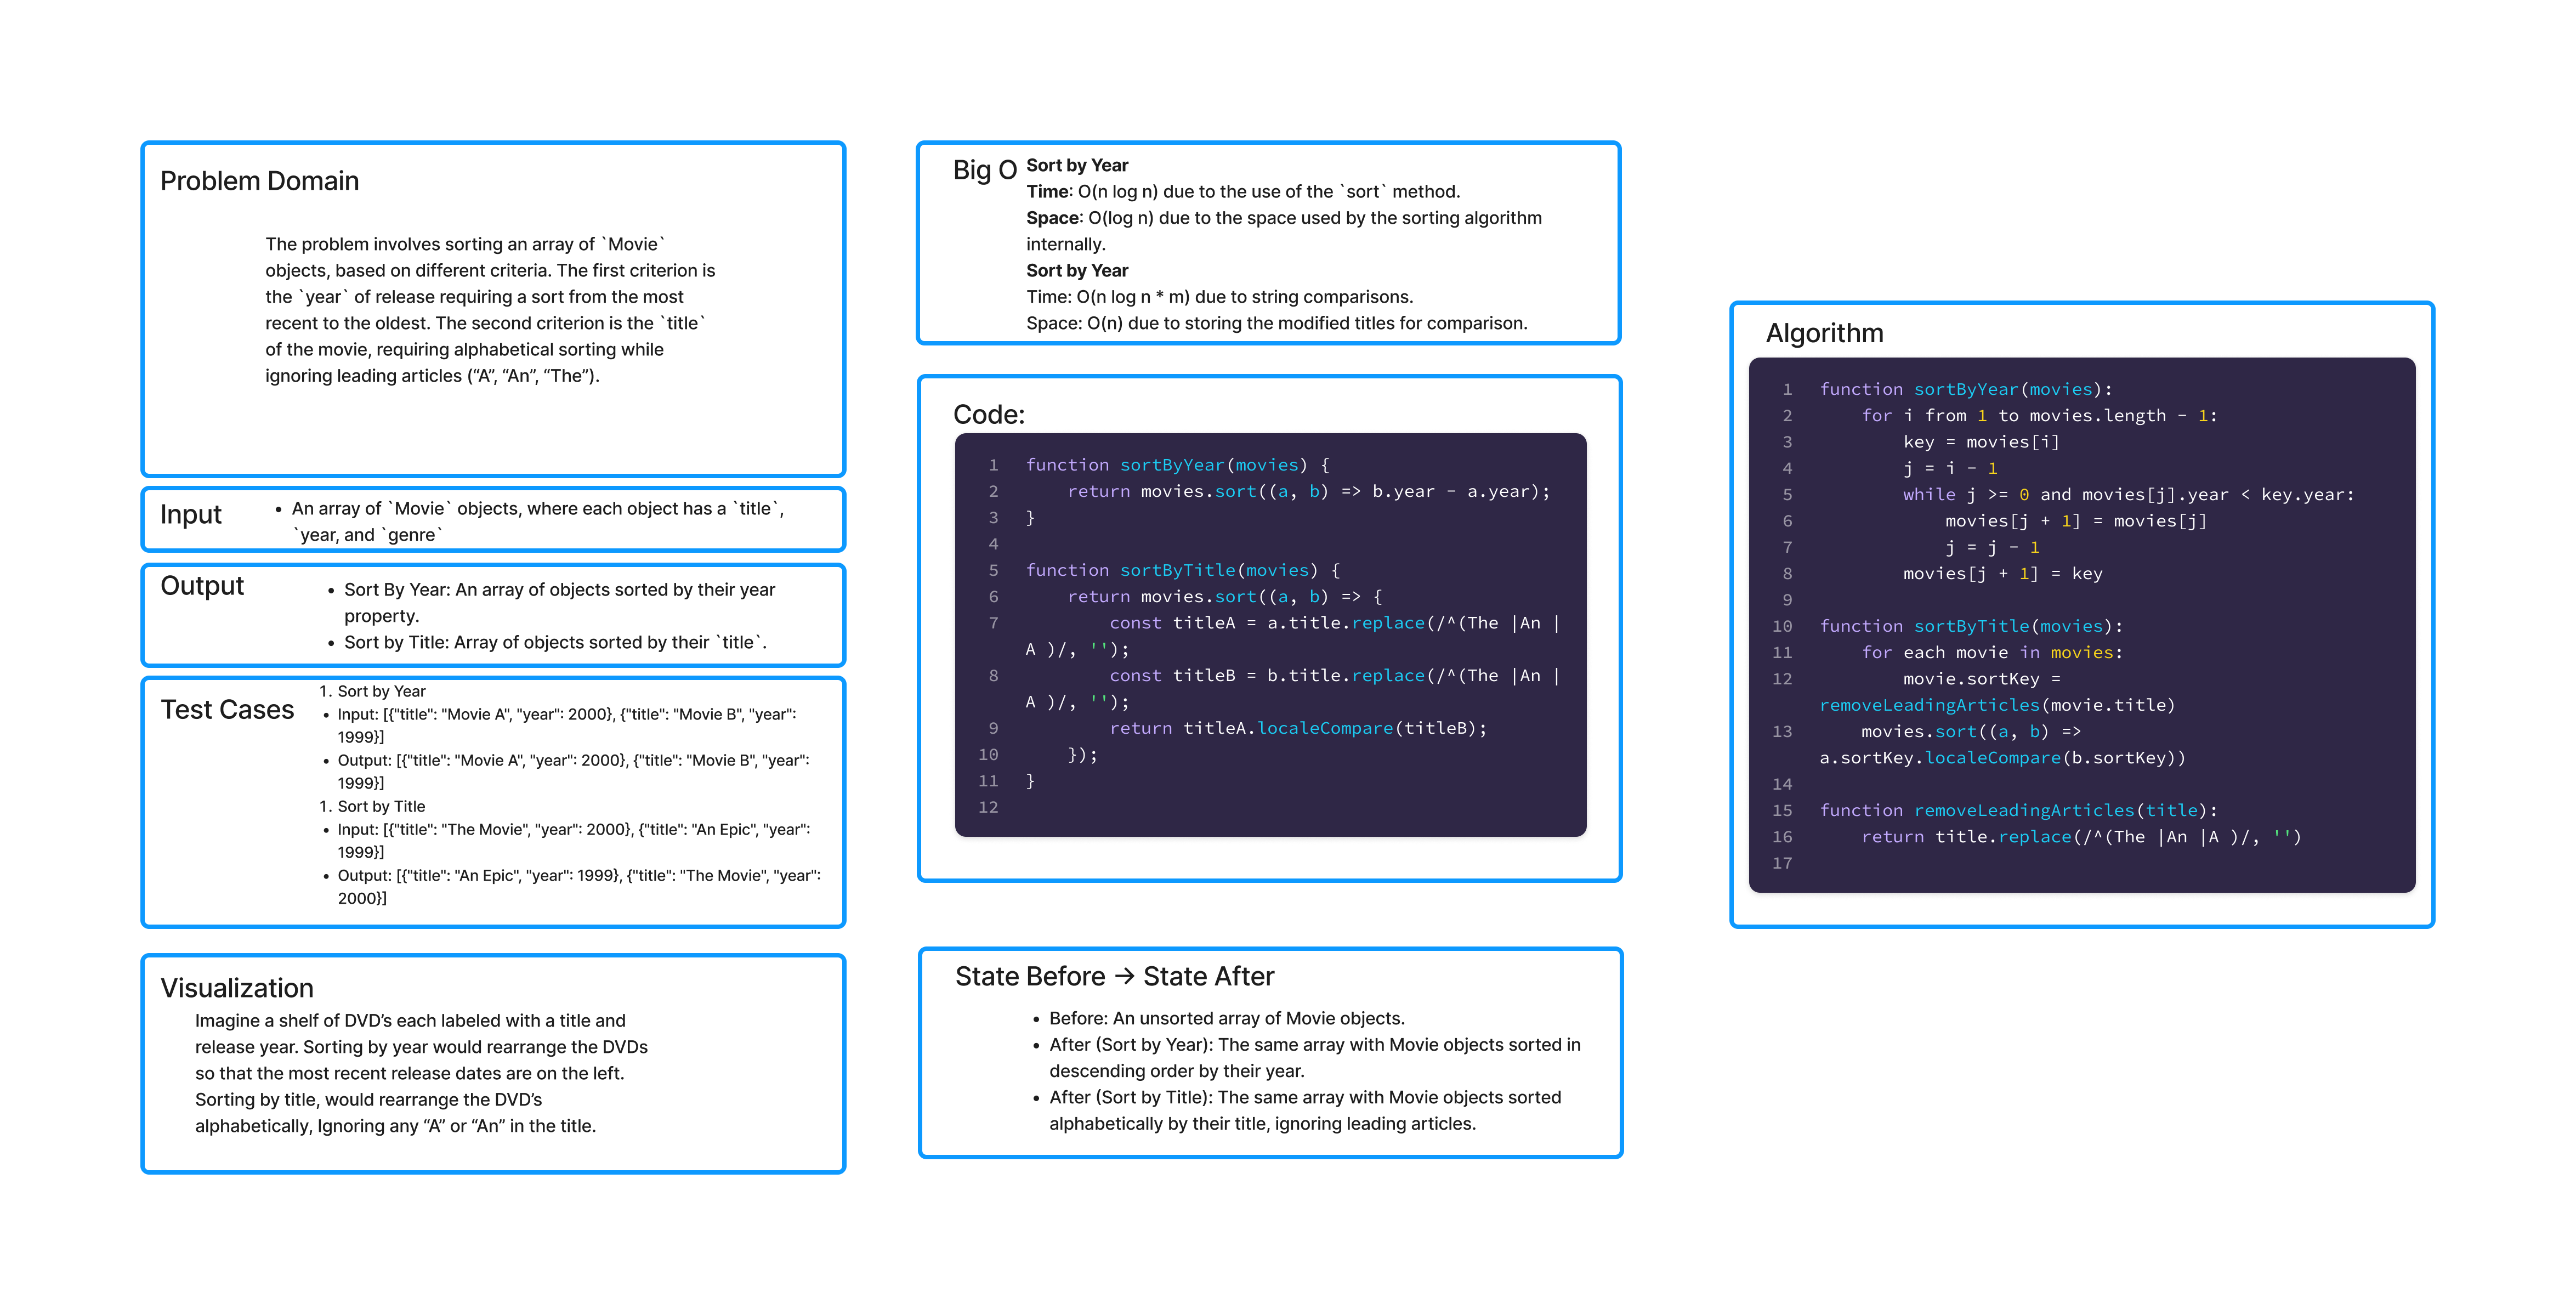 Problem Domain
The problem involves sorting an array of `Movie`
objects, based on different criteria. The first criterion is
the `year` of release requiring a sort from the most
recent to the oldest. The second criterion is the `title`
of the movie, requiring alphabetical sorting while
ignoring leading articles (“A”, “An”, “The”).
Input
• An array of `Movie` objects, where each object has a `title`,
`year, and `genre`
Output
• Sort By Year: An array of objects sorted by their year
property.
• Sort by Title: Array of objects sorted by their `title`.
Test Cases
1. Sort by Year
• Input: [{"title": "Movie A", "year": 2000}, {"title": "Movie B", "year":
1999}]
• Output: [{"title": "Movie A", "year": 2000}, {"title": "Movie B", "year":
1999}]
1. Sort by Title
• Input: [{"title": "The Movie", "year": 2000}, {"title": "An Epic", "year":
1999}]
• Output: [{"title": "An Epic", "year": 1999}, {"title": "The Movie", "year":
2000}]
Visualization
Imagine a shelf of DVD’s each labeled with a title and
release year. Sorting by year would rearrange the DVDs
so that the most recent release dates are on the left.
Sorting by title, would rearrange the DVD’s
alphabetically, Ignoring any “A” or “An” in the title.
Big O
Sort by Year
Time: O(n log n) due to the use of the `sort` method.
Space: O(log n) due to the space used by the sorting algorithm
internally.
Sort by Year
Time: O(n log n * m) due to string comparisons.
Space: O(n) due to storing the modified titles for comparison.
Code:
1 function sortByYear(movies) {
2     return movies.sort((a, b) => b.year - a.year);
3 }
4
5 function sortByTitle(movies) {
6     return movies.sort((a, b) => {
7         const titleA = a.title.replace(/^(The |An |
A )/, '');
8         const titleB = b.title.replace(/^(The |An |
A )/, '');
9         return titleA.localeCompare(titleB);
10     });
11 }
12
State Before → State After
• Before: An unsorted array of Movie objects.
• After (Sort by Year): The same array with Movie objects sorted in
descending order by their year.
• After (Sort by Title): The same array with Movie objects sorted
alphabetically by their title, ignoring leading articles.
Algorithm
1 function sortByYear(movies):
2     for i from 1 to movies.length - 1:
3         key = movies[i]
4         j = i - 1
5         while j >= 0 and movies[j].year < key.year:
6             movies[j + 1] = movies[j]
7             j = j - 1
8         movies[j + 1] = key
9
10 function sortByTitle(movies):
11     for each movie in movies:
12         movie.sortKey =
removeLeadingArticles(movie.title)
13     movies.sort((a, b) =>
a.sortKey.localeCompare(b.sortKey))
14
15 function removeLeadingArticles(title):
16     return title.replace(/^(The |An |A )/, '')
17